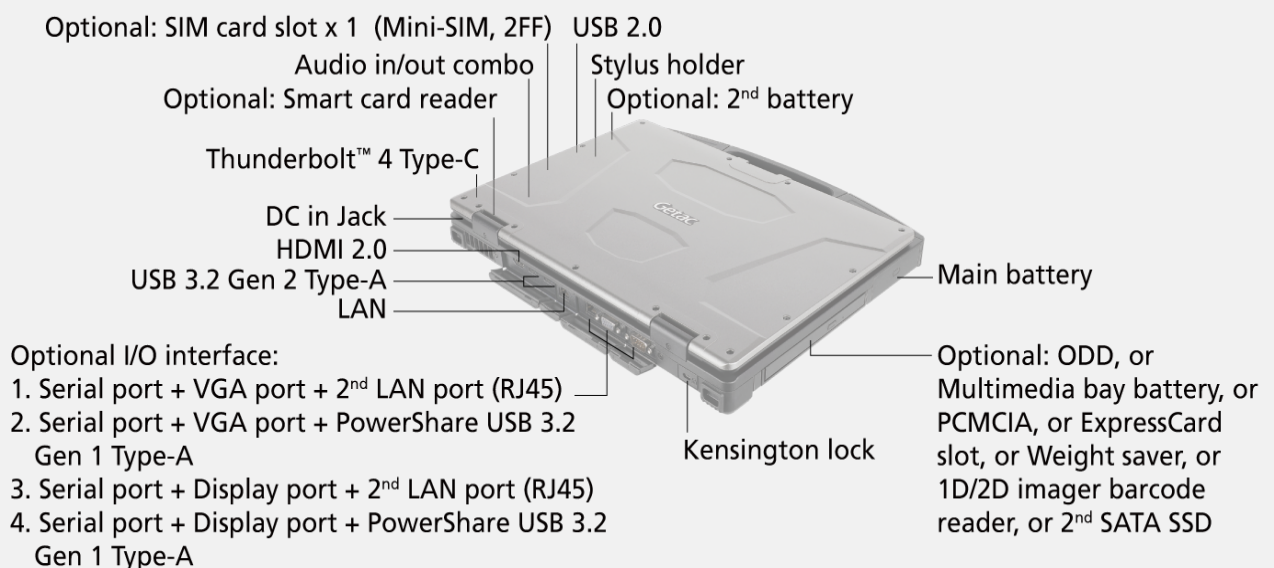 Optional: SIM card slot x 1 (Mini-SIM, 2FF)
USB 2.0
Audio in/out combo
Stylus holder
Optional: Smart card reader
Optional: 2nd battery
Thunderbolt™ 4 Type-C
Getac
DC in Jack
HDMI 2.0
USB 3.2 Gen 2 Type-A
LAN
Main battery
Optional I/O interface:
1. Serial port + VGA port + 2nd LAN port (RJ45)
2. Serial port + VGA port + PowerShare USB 3.2
Gen 1 Type-A
3. Serial port + Display port + 2nd LAN port (RJ45)
4. Serial port + Display port + PowerShare USB 3.2
Gen 1 Type-A
Kensington lock
Optional: ODD, or
Multimedia bay battery, or
PCMCIA, or ExpressCard
slot, or Weight saver, or
1D/2D imager barcode
reader, or 2nd SATA SSD